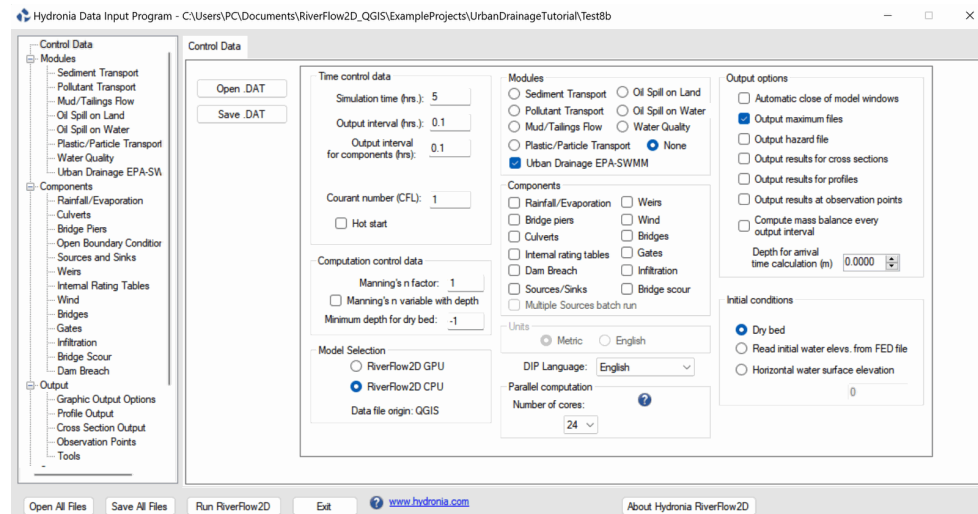 Hydronia Data Input Program - C:\Users\PC\Documents\RiverFlow2D_QGIS\ExampleProjects\UrbanDrainageTutorial\Test8b
Control Data
Modules
Sediment Transport
Pollutant Transport
Mud/Tailings Flow
Oil Spill on Land
Oil Spill on Water
Plastic/Particle Transport
Water Quality
Urban Drainage EPA-SW
Components
Rainfall/Evaporation
Culverts
Bridge Piers
Open Boundary Condition
Sources and Sinks
Weirs
Internal Rating Tables
Wind
Bridges
Gates
Infiltration
Bridge Scour
Dam Breach
Output
Graphic Output Options
Profile Output
Cross Section Output
Observation Points
Tools
Control Data
Open .DAT
Save .DAT
Time control data
Simulation time (hrs.): 5
Output interval (hrs.): 0.1
Output interval
for components (hrs): 0.1
Courant number (CFL): 1
Hot start
Computation control data
Manning's n factor: 1
Manning's n variable with depth
Minimum depth for dry bed: -1
Model Selection
RiverFlow2D GPU
RiverFlow2D CPU
Data file origin: QGIS
Modules
Sediment Transport Oil Spill on Land
Pollutant Transport Oil Spill on Water
Mud/Tailings Flow Water Quality
Plastic/Particle Transport None
Urban Drainage EPA-SWMM
Components
Rainfall/Evaporation Weirs
Bridge piers Wind
Culverts Bridges
Internal rating tables Gates
Dam Breach Infiltration
Sources/Sinks Bridge scour
Multiple Sources batch run
Units
Metric English
DIP Language: English
Parallel computation
Number of cores:
24
Output options
Automatic close of model windows
Output maximum files
Output hazard file
Output results for cross sections
Output results for profiles
Output results at observation points
Compute mass balance every
output interval
Depth for arrival
time calculation (m) 0.0000
Initial conditions
Dry bed
Read initial water elevs. from FED file
Horizontal water surface elevation
0
Open All Files Save All Files Run RiverFlow2D Exit www.hydronia.com About Hydronia RiverFlow2D